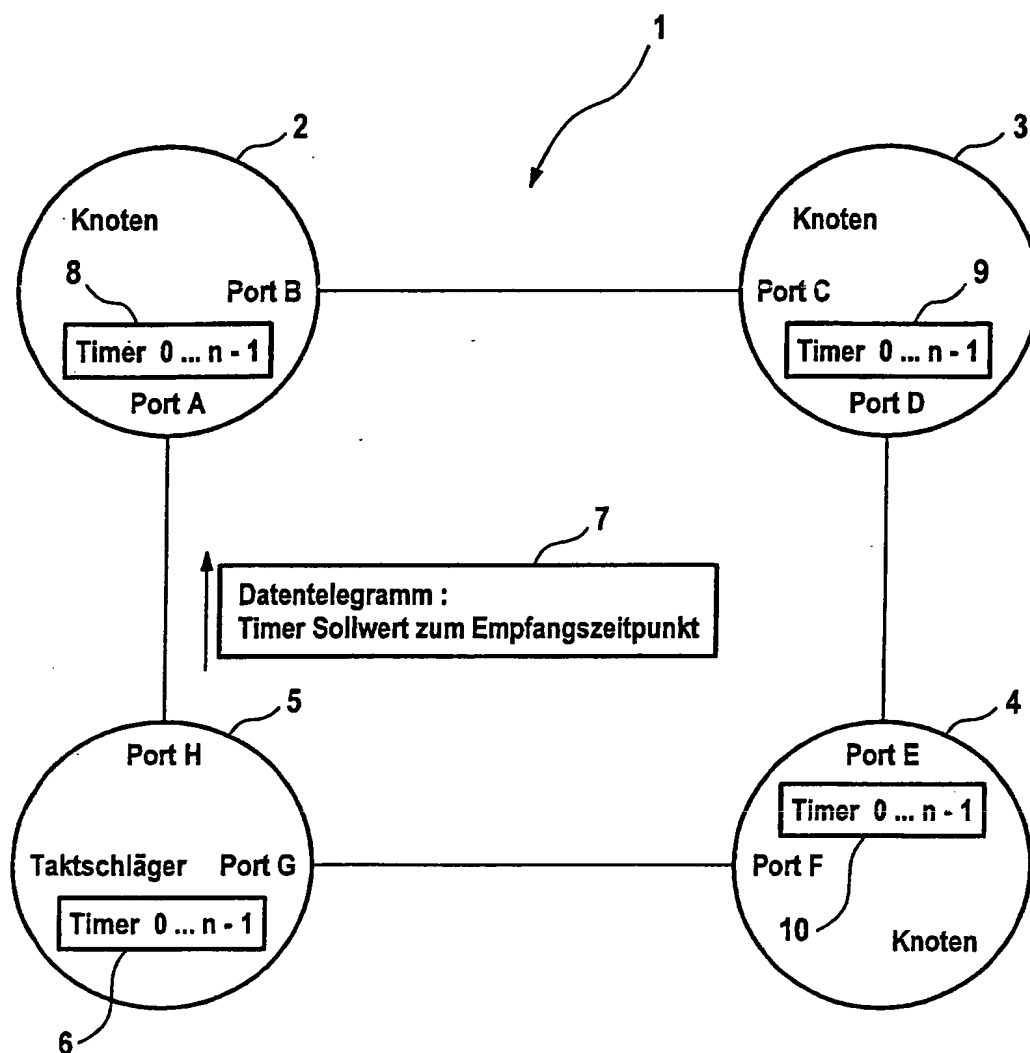 1
2
3
Knoten
Knoten
8
Port B
Port C
9
Timer 0 ... n - 1
Timer 0 ... n - 1
Port A
Port D
7
Datentelegramm :
Timer Sollwert zum Empfangszeitpunkt
5
4
Port H
Port E
Timer 0 ... n - 1
Taktschläger
Port G
Port F
Timer 0 ... n - 1
10
Knoten
6